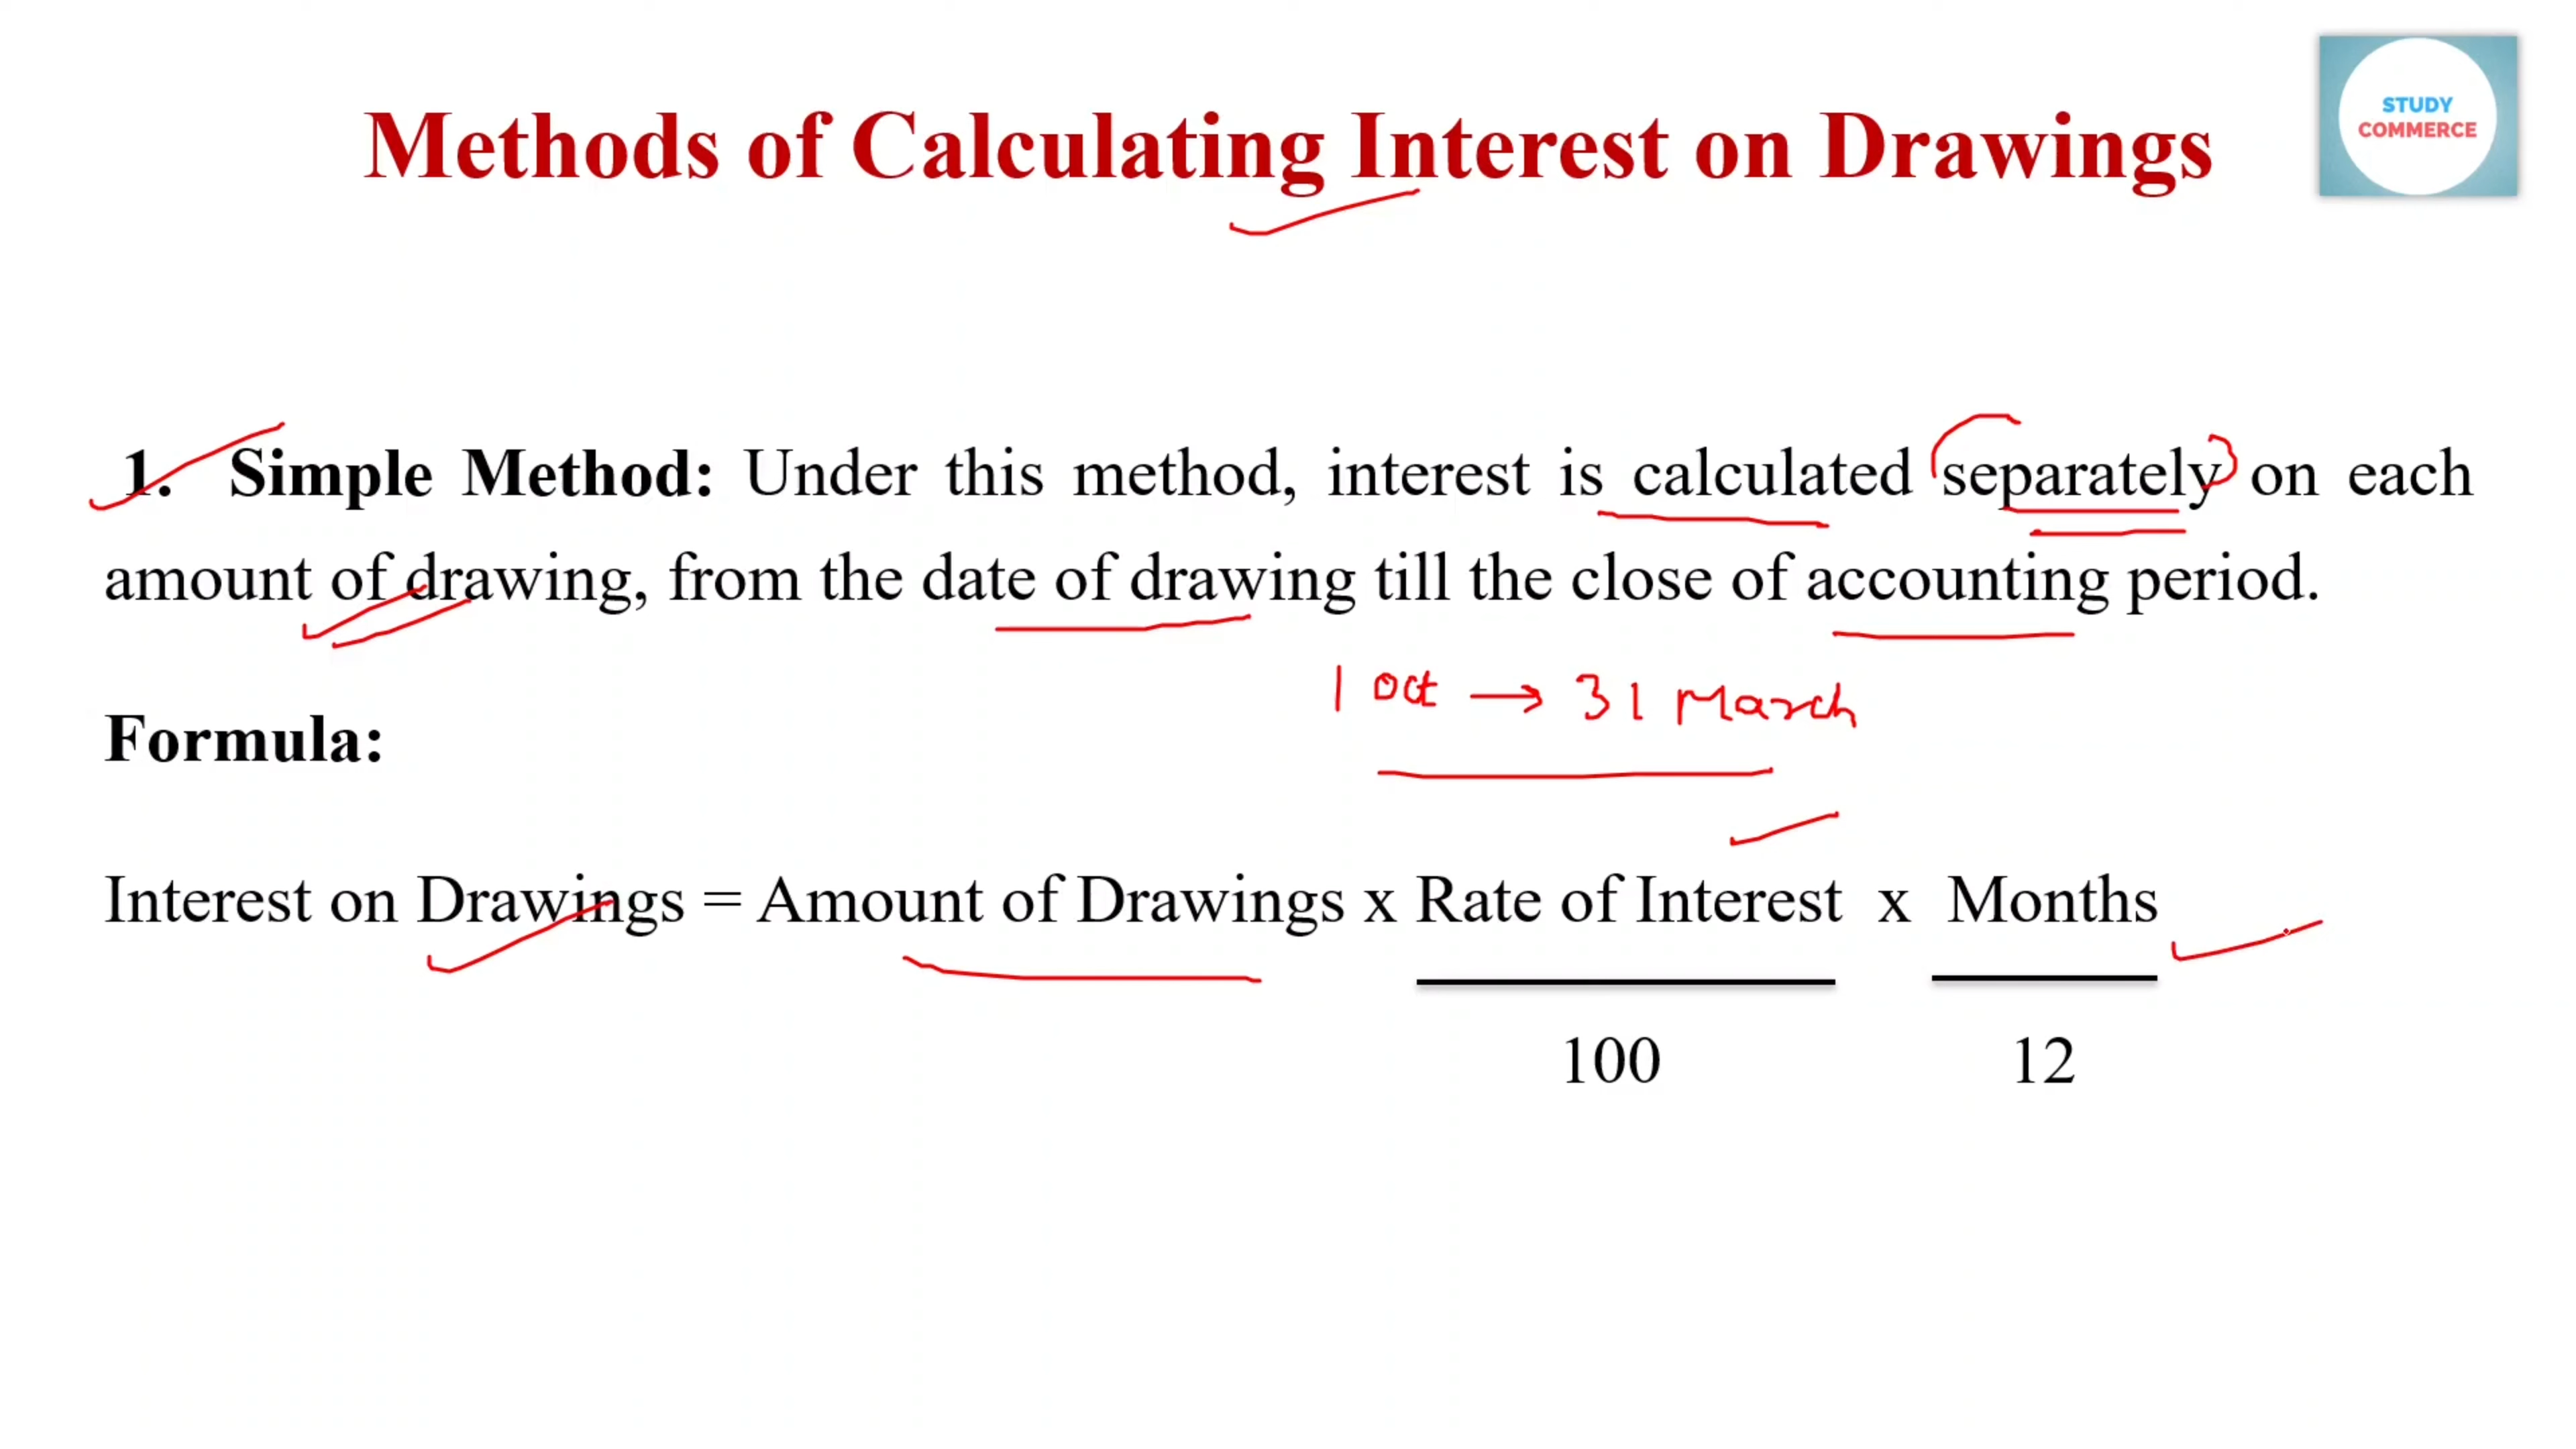 Methods of Calculating Interest on Drawings
STUDY
COMMERCE
1. Simple Method: Under this method, interest is calculated separately on each
amount of drawing, from the date of drawing till the close of accounting period.
1 Oct → 31 March
Formula:
Interest on Drawings = Amount of Drawings x Rate of Interest x Months
100 12